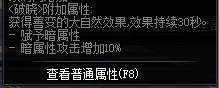 <破晓>附加属性:
获得善变的大自然效果,效果持续30秒。
- 赋予暗属性
- 暗属性攻击增加10%
查看普通属性(F8)